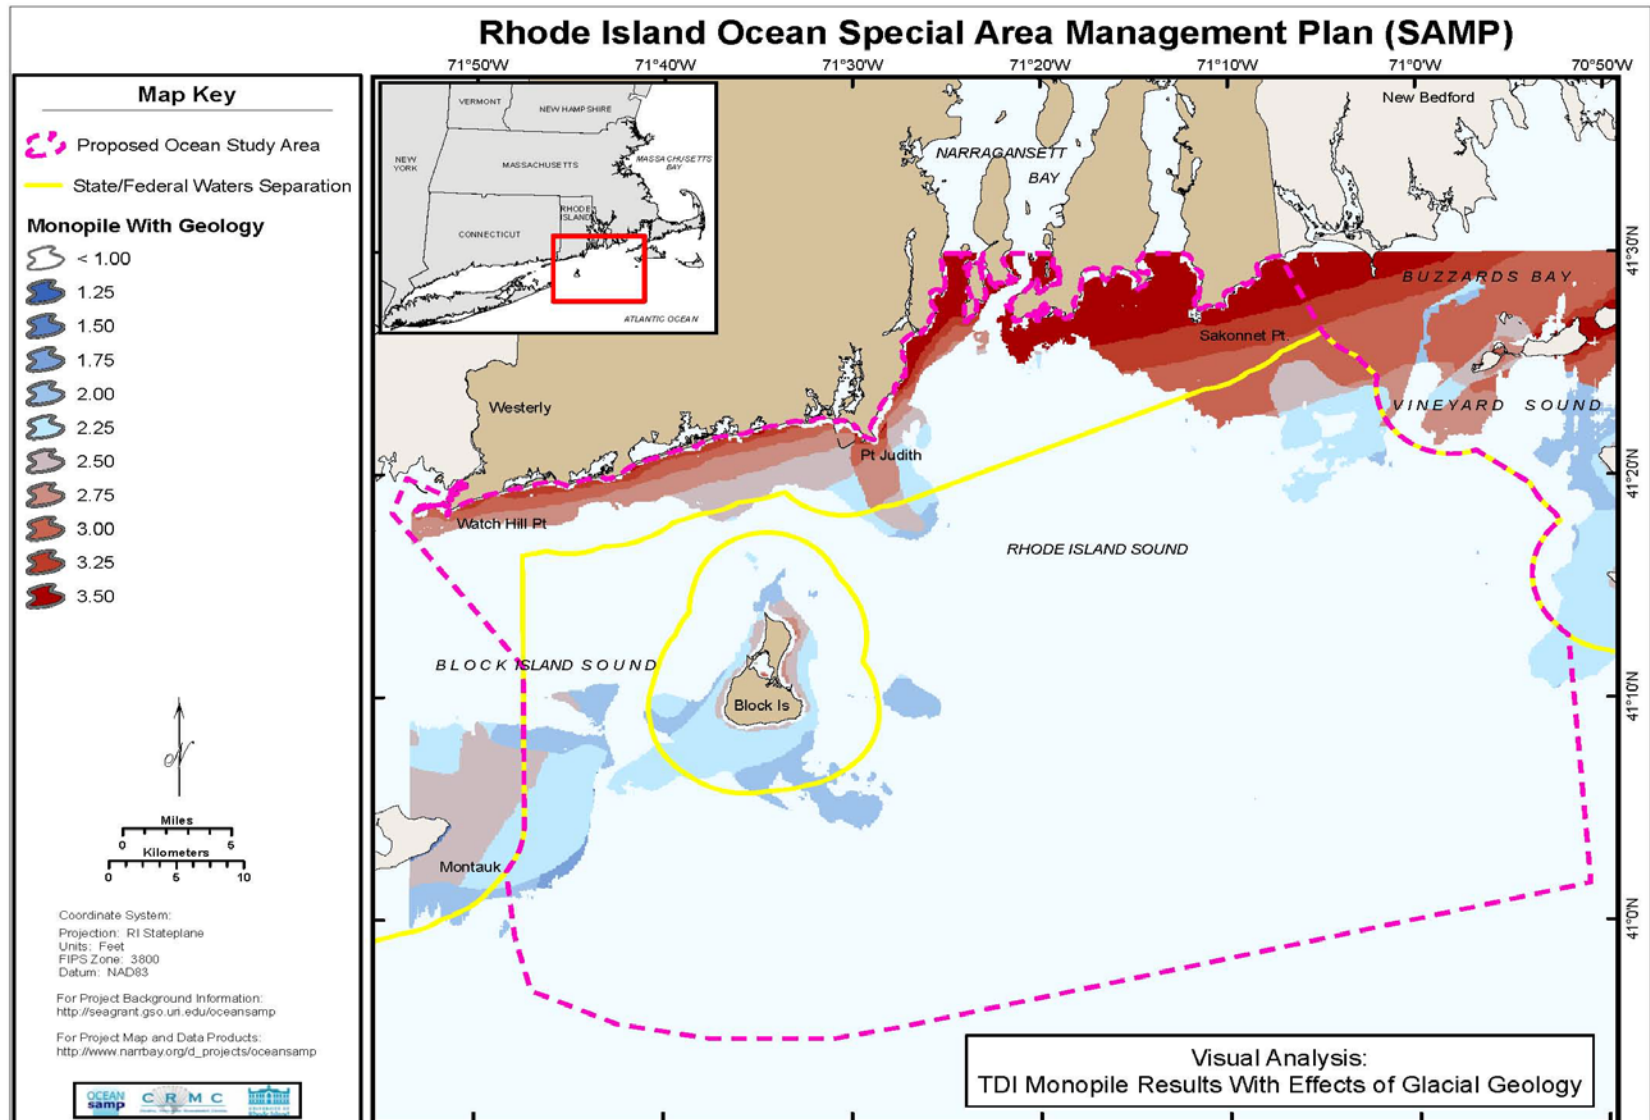 Rhode Island Ocean Special Area Management Plan (SAMP)
71°50'W 71°40'W 71°30'W 71°20'W 71°10'W 71°0'W 70°50'W
Map Key
Proposed Ocean Study Area
State/Federal Waters Separation
Monopile With Geology
< 1.00
1.25
1.50
1.75
2.00
2.25
2.50
2.75
3.00
3.25
3.50
N
Miles
0 5
Kilometers
0 5 10
Coordinate System:
Projection: RI Stateplane
Units: Feet
FIPS Zone: 3800
Datum: NAD83
For Project Background Information:
http://seagrant.gso.uri.edu/oceansamp
For Project Map and Data Products:
http://www.narrbay.org/d_projects/oceansamp
OCEAN
samp
CRMC
VERMONT
NEW HAMPSHIRE
NEW
YORK
MASSACHUSETTS
MASSACHUSETTS
BAY
RHODE
ISLAND
CONNECTICUT
ATLANTIC OCEAN
New Bedford
NARRAGANSETT
BAY
41°30'N
BUZZARDS BAY
Sakonnet Pt.
Westerly
VINEYARD SOUND
Pt Judith
41°20'N
Watch Hill Pt
RHODE ISLAND SOUND
BLOCK ISLAND SOUND
41°10'N
Block Is
Montauk
41°0'N
Visual Analysis:
TDI Monopile Results With Effects of Glacial Geology